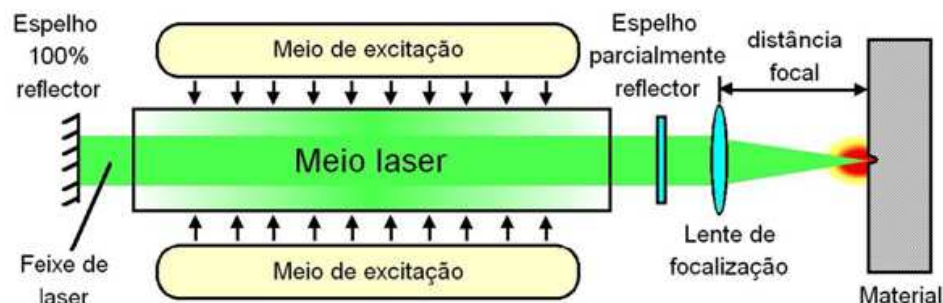 Espelho
100%
reflector
Meio de excitação
Espelho
parcialmente
reflector
distância
focal
Meio laser
Feixe de
laser
Meio de excitação
Lente de
focalização
Material